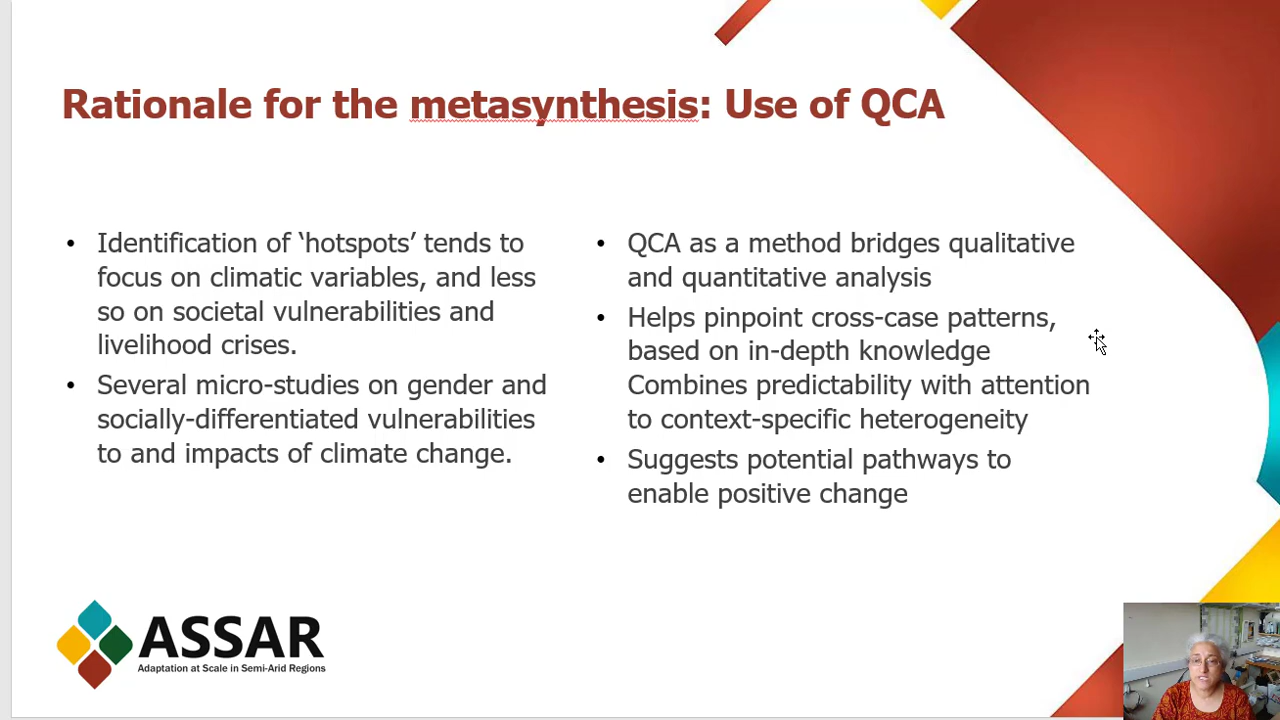 Rationale for the metasynthesis: Use of QCA
• Identification of ‘hotspots’ tends to
focus on climatic variables, and less
so on societal vulnerabilities and
livelihood crises.
• Several micro-studies on gender and
socially-differentiated vulnerabilities
to and impacts of climate change.
• QCA as a method bridges qualitative
and quantitative analysis
• Helps pinpoint cross-case patterns,
based on in-depth knowledge
Combines predictability with attention
to context-specific heterogeneity
• Suggests potential pathways to
enable positive change
ASSAR
Adaptation at Scale in Semi-Arid Regions